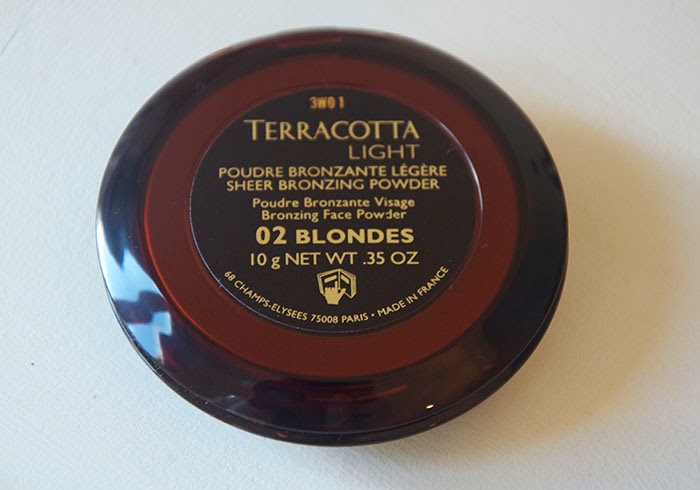 3W01
TERRACOTTA
LIGHT
POUDRE BRONZANTE LÉGÈRE
SHEER BRONZING POWDER
Poudre Bronzante Visage
Bronzing Face Powder
02 BLONDES
10 g NET WT .35 OZ
68 CHAMPS-ELYSEES 75008 PARIS • MADE IN FRANCE